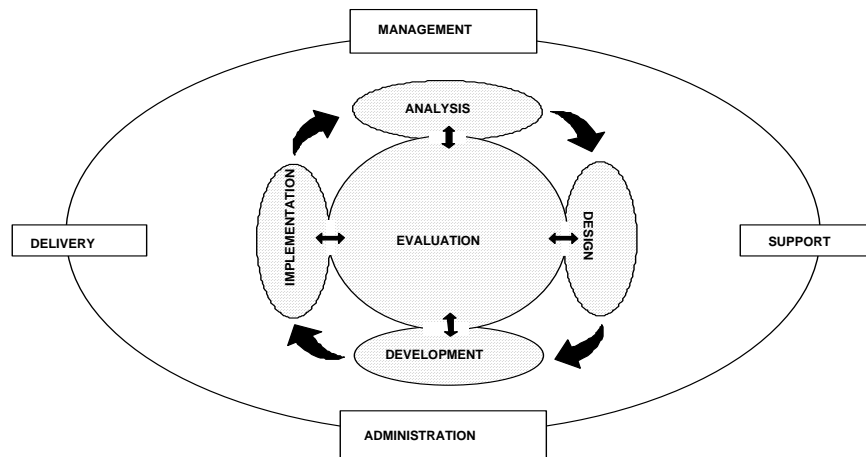 MANAGEMENT
ANALYSIS
IMPLEMENTATION
DESIGN
DELIVERY
EVALUATION
SUPPORT
DEVELOPMENT
ADMINISTRATION